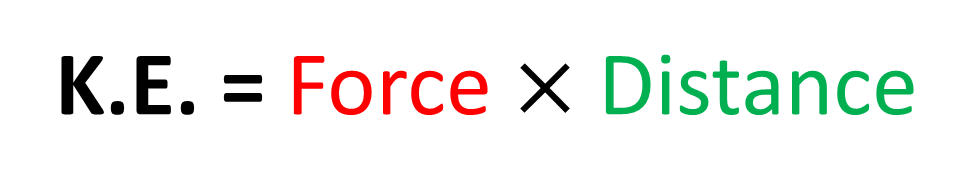 K.E. = Force × Distance